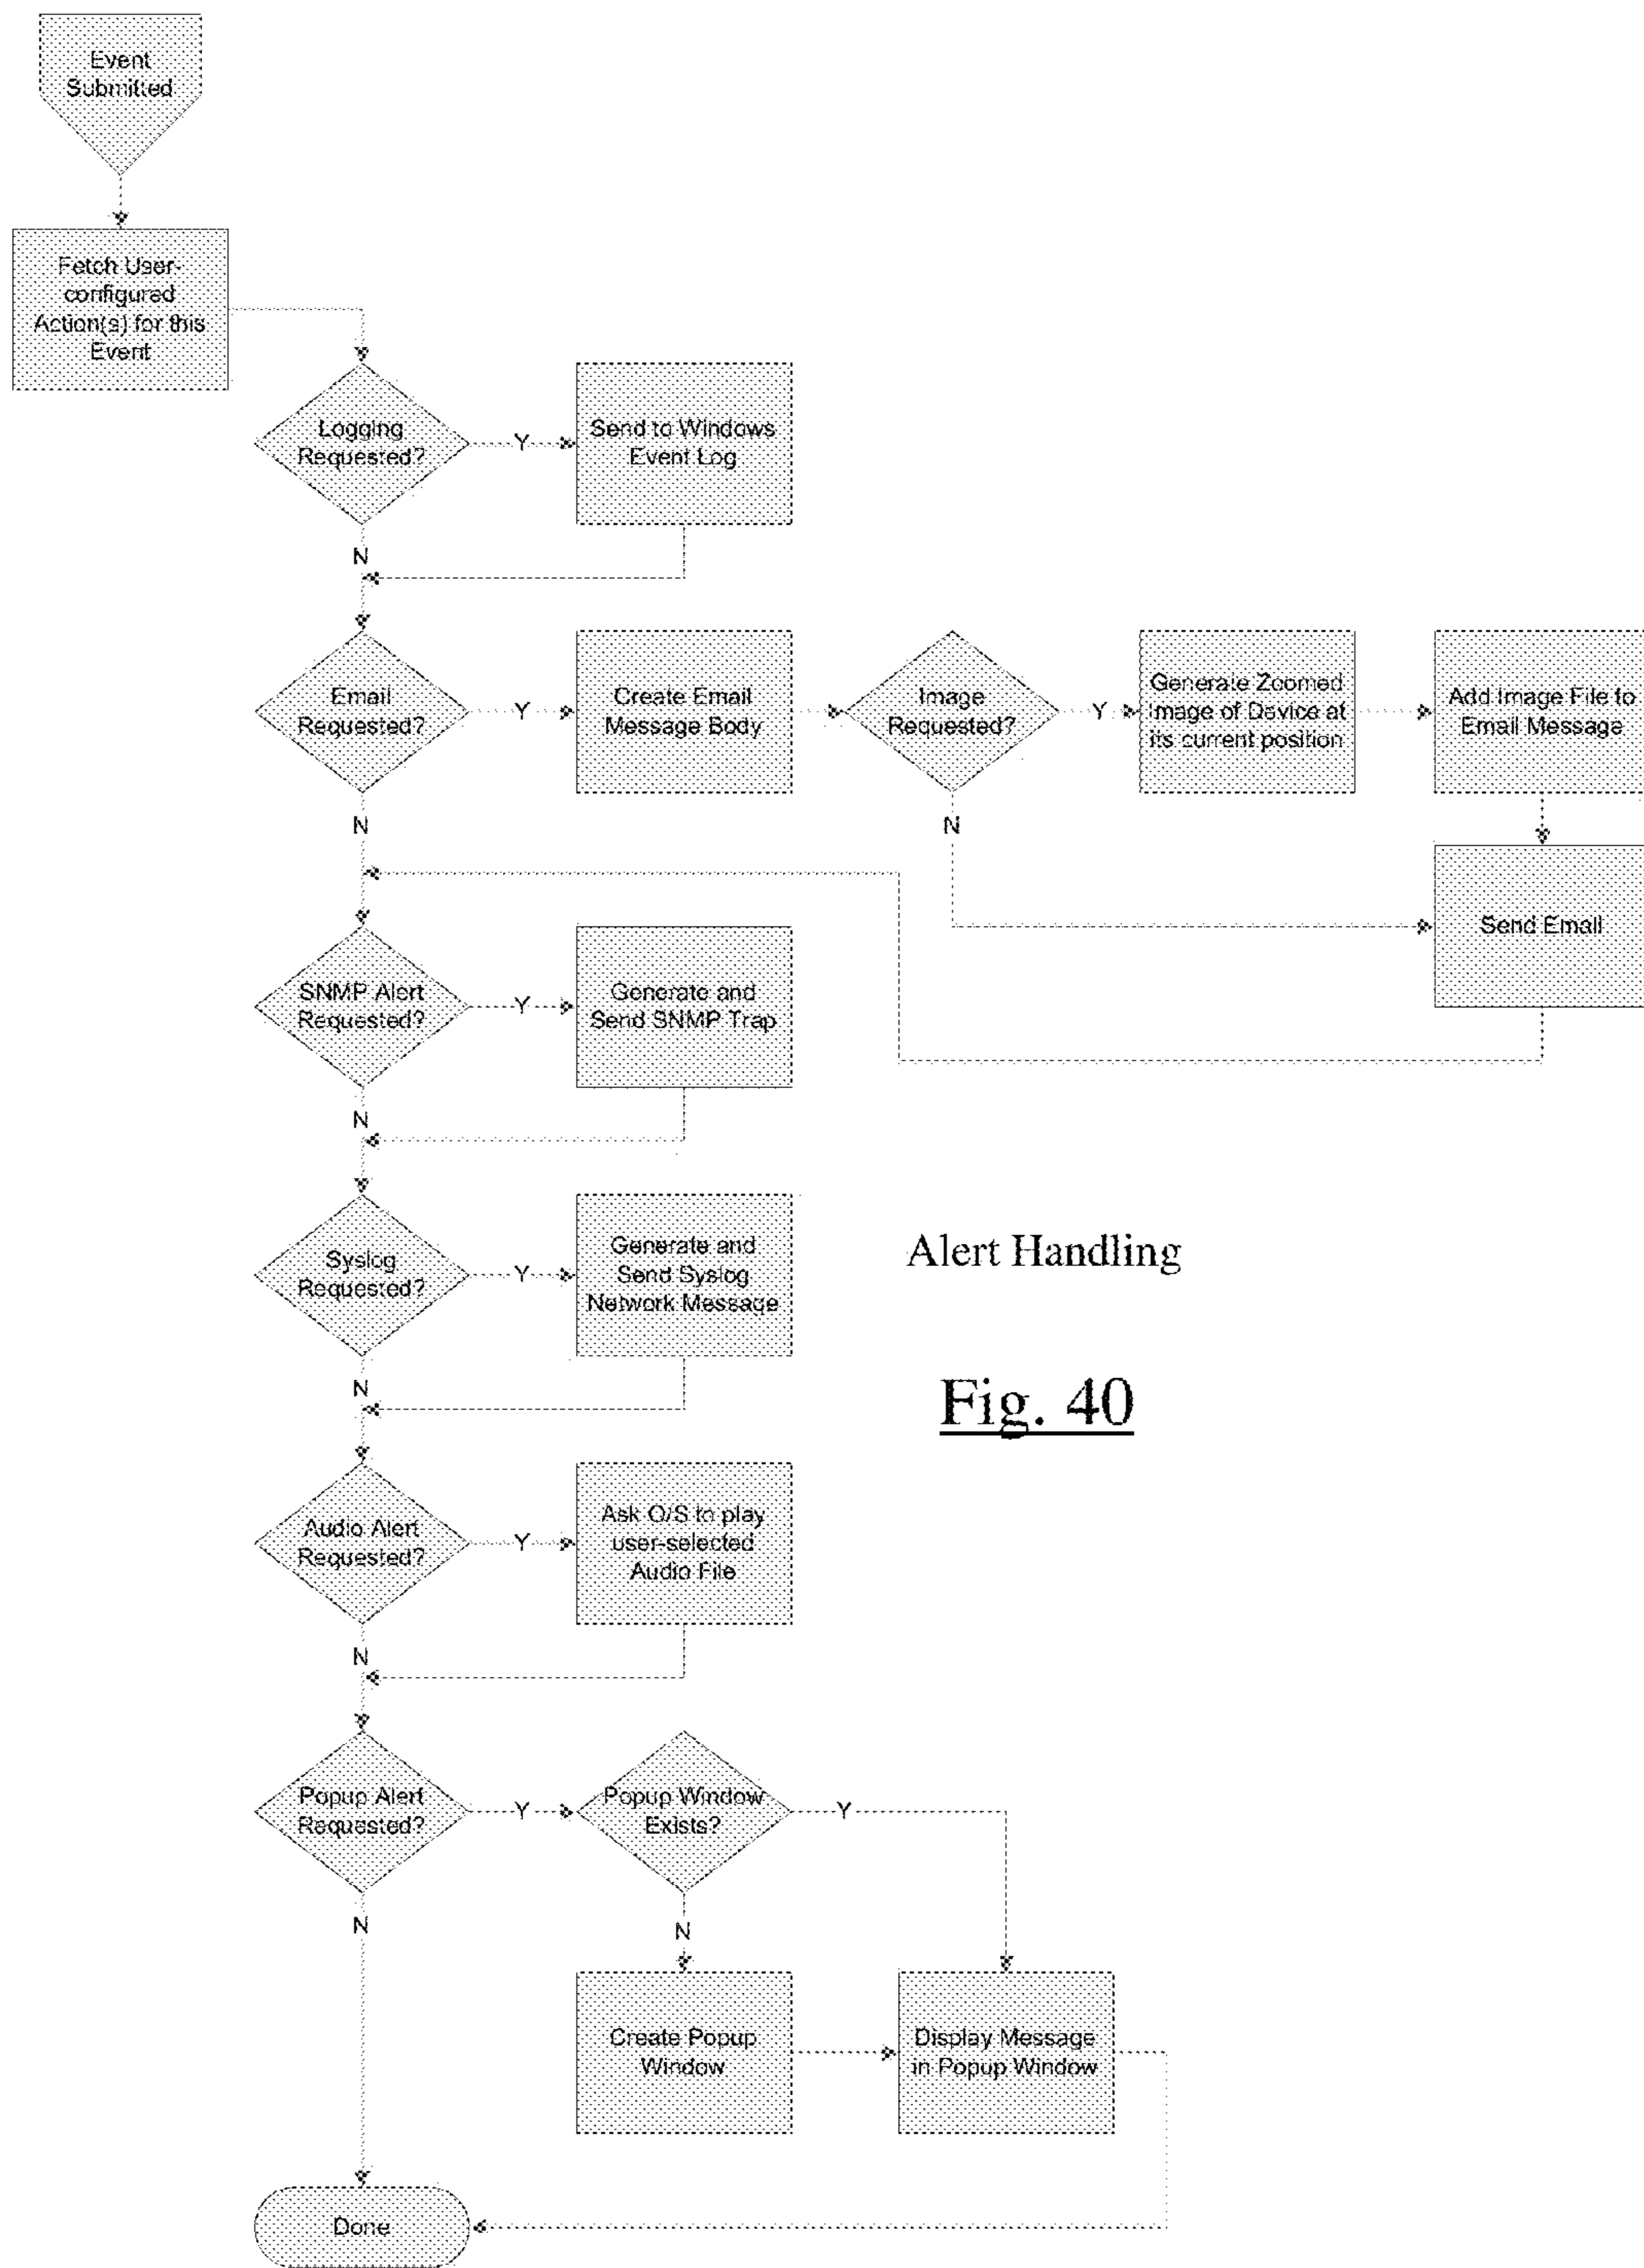 Event
Submitted
Fetch User-
configured
Action(s) for this
Event
Logging
Requested?
Y
Send to Windows
Event Log
N
Email
Requested?
Y
Create Email
Message Body
Image
Requested?
Y
Generate Zoomed
Image of Device at
its current position
Add Image File to
Email Message
N
N
Send Email
SNMP Alert
Requested?
Y
Generate and
Send SNMP Trap
N
Syslog
Requested?
Y
Generate and
Send Syslog
Network Message
Alert Handling
N
Fig. 40
Audio Alert
Requested?
Y
Ask O/S to play
user-selected
Audio File
N
Popup Alert
Requested?
Y
Popup Window
Exists?
Y
N
N
Create Popup
Window
Display Message
in Popup Window
Done